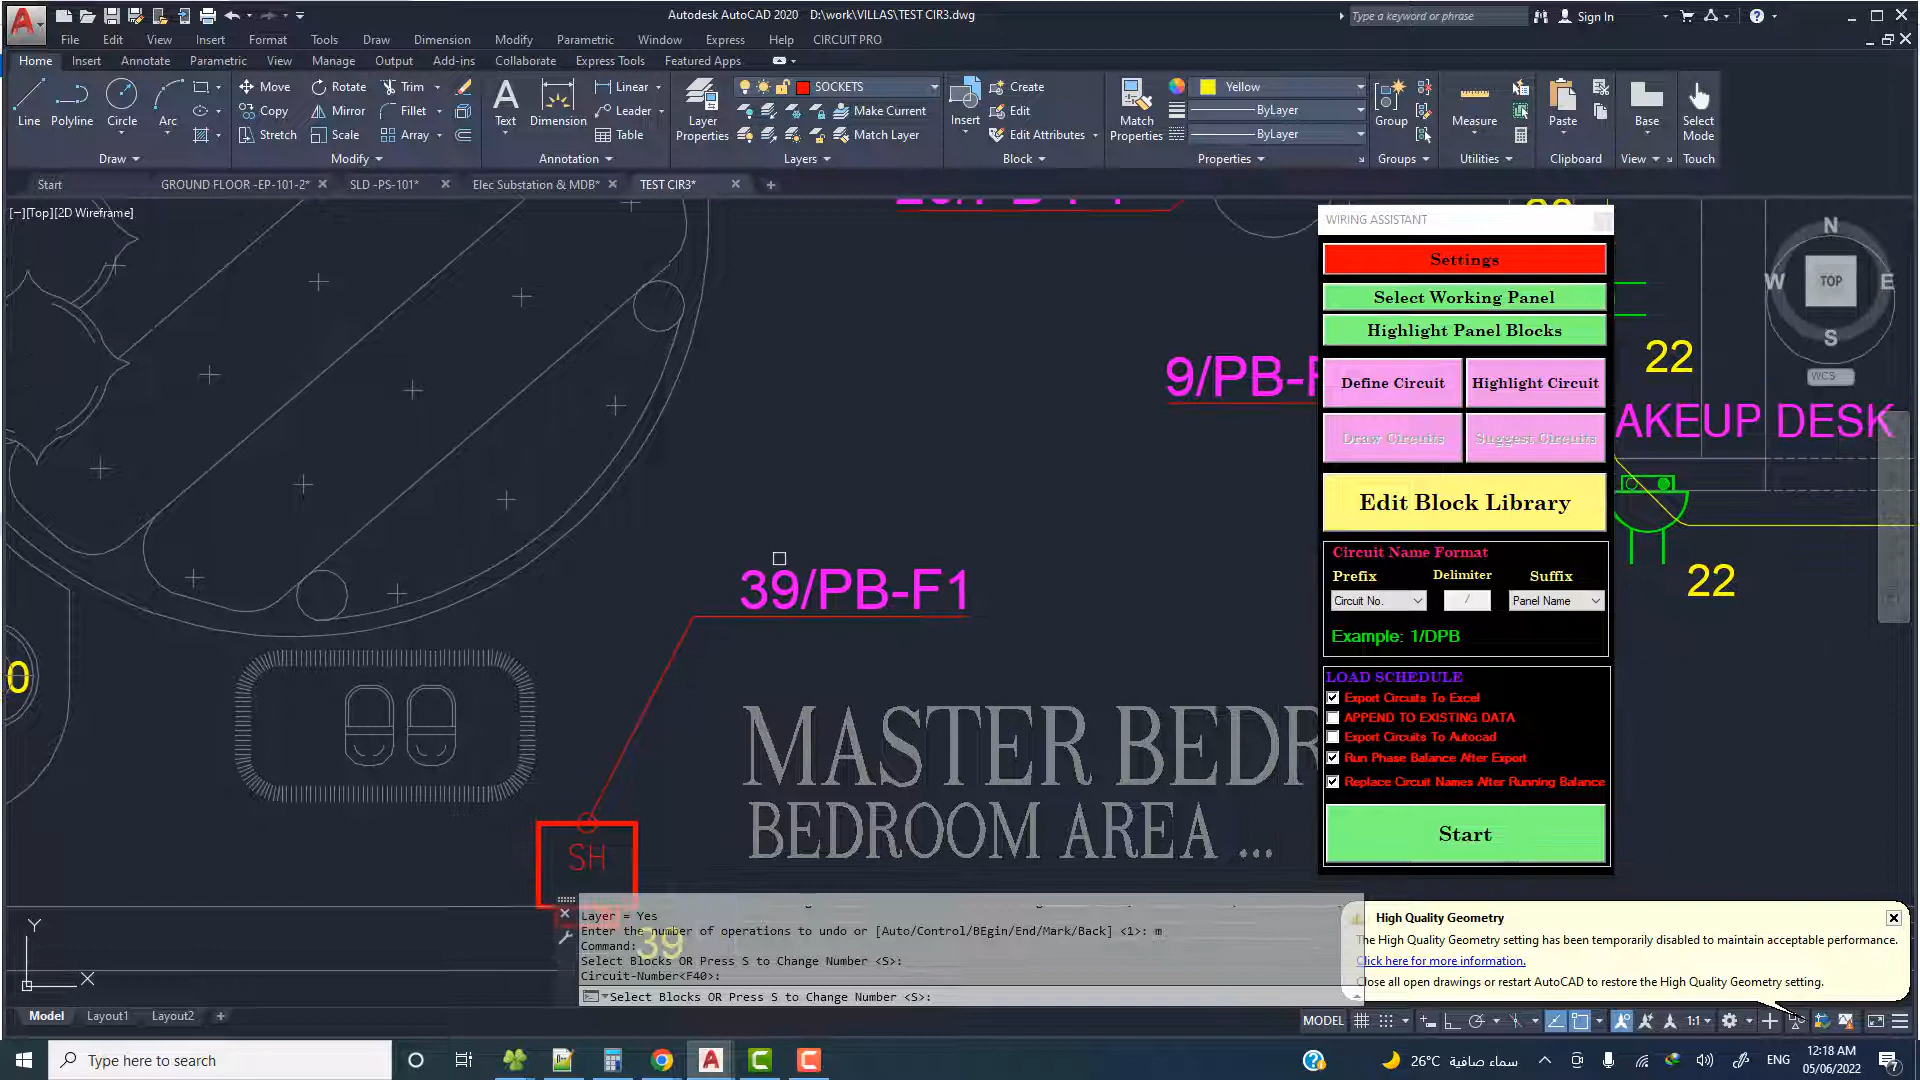 Autodesk AutoCAD 2020 D:\work\VILLAS\TEST CIR3.dwg
Type a keyword or phrase
Sign In
File Edit View Insert Format Tools Draw Dimension Modify Parametric Window Express Help CIRCUIT PRO
Home Insert Annotate Parametric View Manage Output Add-ins Collaborate Express Tools Featured Apps
Line Polyline Circle Arc
Move Rotate Trim
Copy Mirror Fillet
Stretch Scale Array
Text Dimension
Linear
Leader
Table
Layer Properties
SOCKETS
Make Current
Match Layer
Insert
Create
Edit
Edit Attributes
Match Properties
Yellow
ByLayer
ByLayer
Group
Measure
Paste
Base
Select Mode
Draw Modify Annotation Layers Block Properties Groups Utilities Clipboard View Touch
Start GROUND FLOOR -EP-101-2* SLD -PS-101* Elec Substation & MDB* TEST CIR3*
[−][Top][2D Wireframe]
WIRING ASSISTANT
Settings
Select Working Panel
Highlight Panel Blocks
Define Circuit
Highlight Circuit
Draw Circuits
Suggest Circuits
Edit Block Library
Circuit Name Format
Prefix Delimiter Suffix
Circuit No. / Panel Name
Example: 1/DPB
LOAD SCHEDULE
Export Circuits To Excel
APPEND TO EXISTING DATA
Export Circuits To Autocad
Run Phase Balance After Export
Replace Circuit Names After Running Balance
Start
N
W TOP E
S
WCS
22
AKEUP DESK
22
9/PB-F
39/PB-F1
0
MASTER BEDR
BEDROOM AREA ...
SH
39
Y
X
Layer = Yes
Enter the number of operations to undo or [Auto/Control/BEgin/End/Mark/Back] <1>: m
Command:
Select Blocks OR Press S to Change Number <S>:
Circuit-Number<F40>:
Select Blocks OR Press S to Change Number <S>:
High Quality Geometry
The High Quality Geometry setting has been temporarily disabled to maintain acceptable performance.
Click here for more information.
Close all open drawings or restart AutoCAD to restore the High Quality Geometry setting.
Model Layout1 Layout2
MODEL 1:1
Type here to search
26°C سماء صافية
ENG
12:18 AM
05/06/2022
7